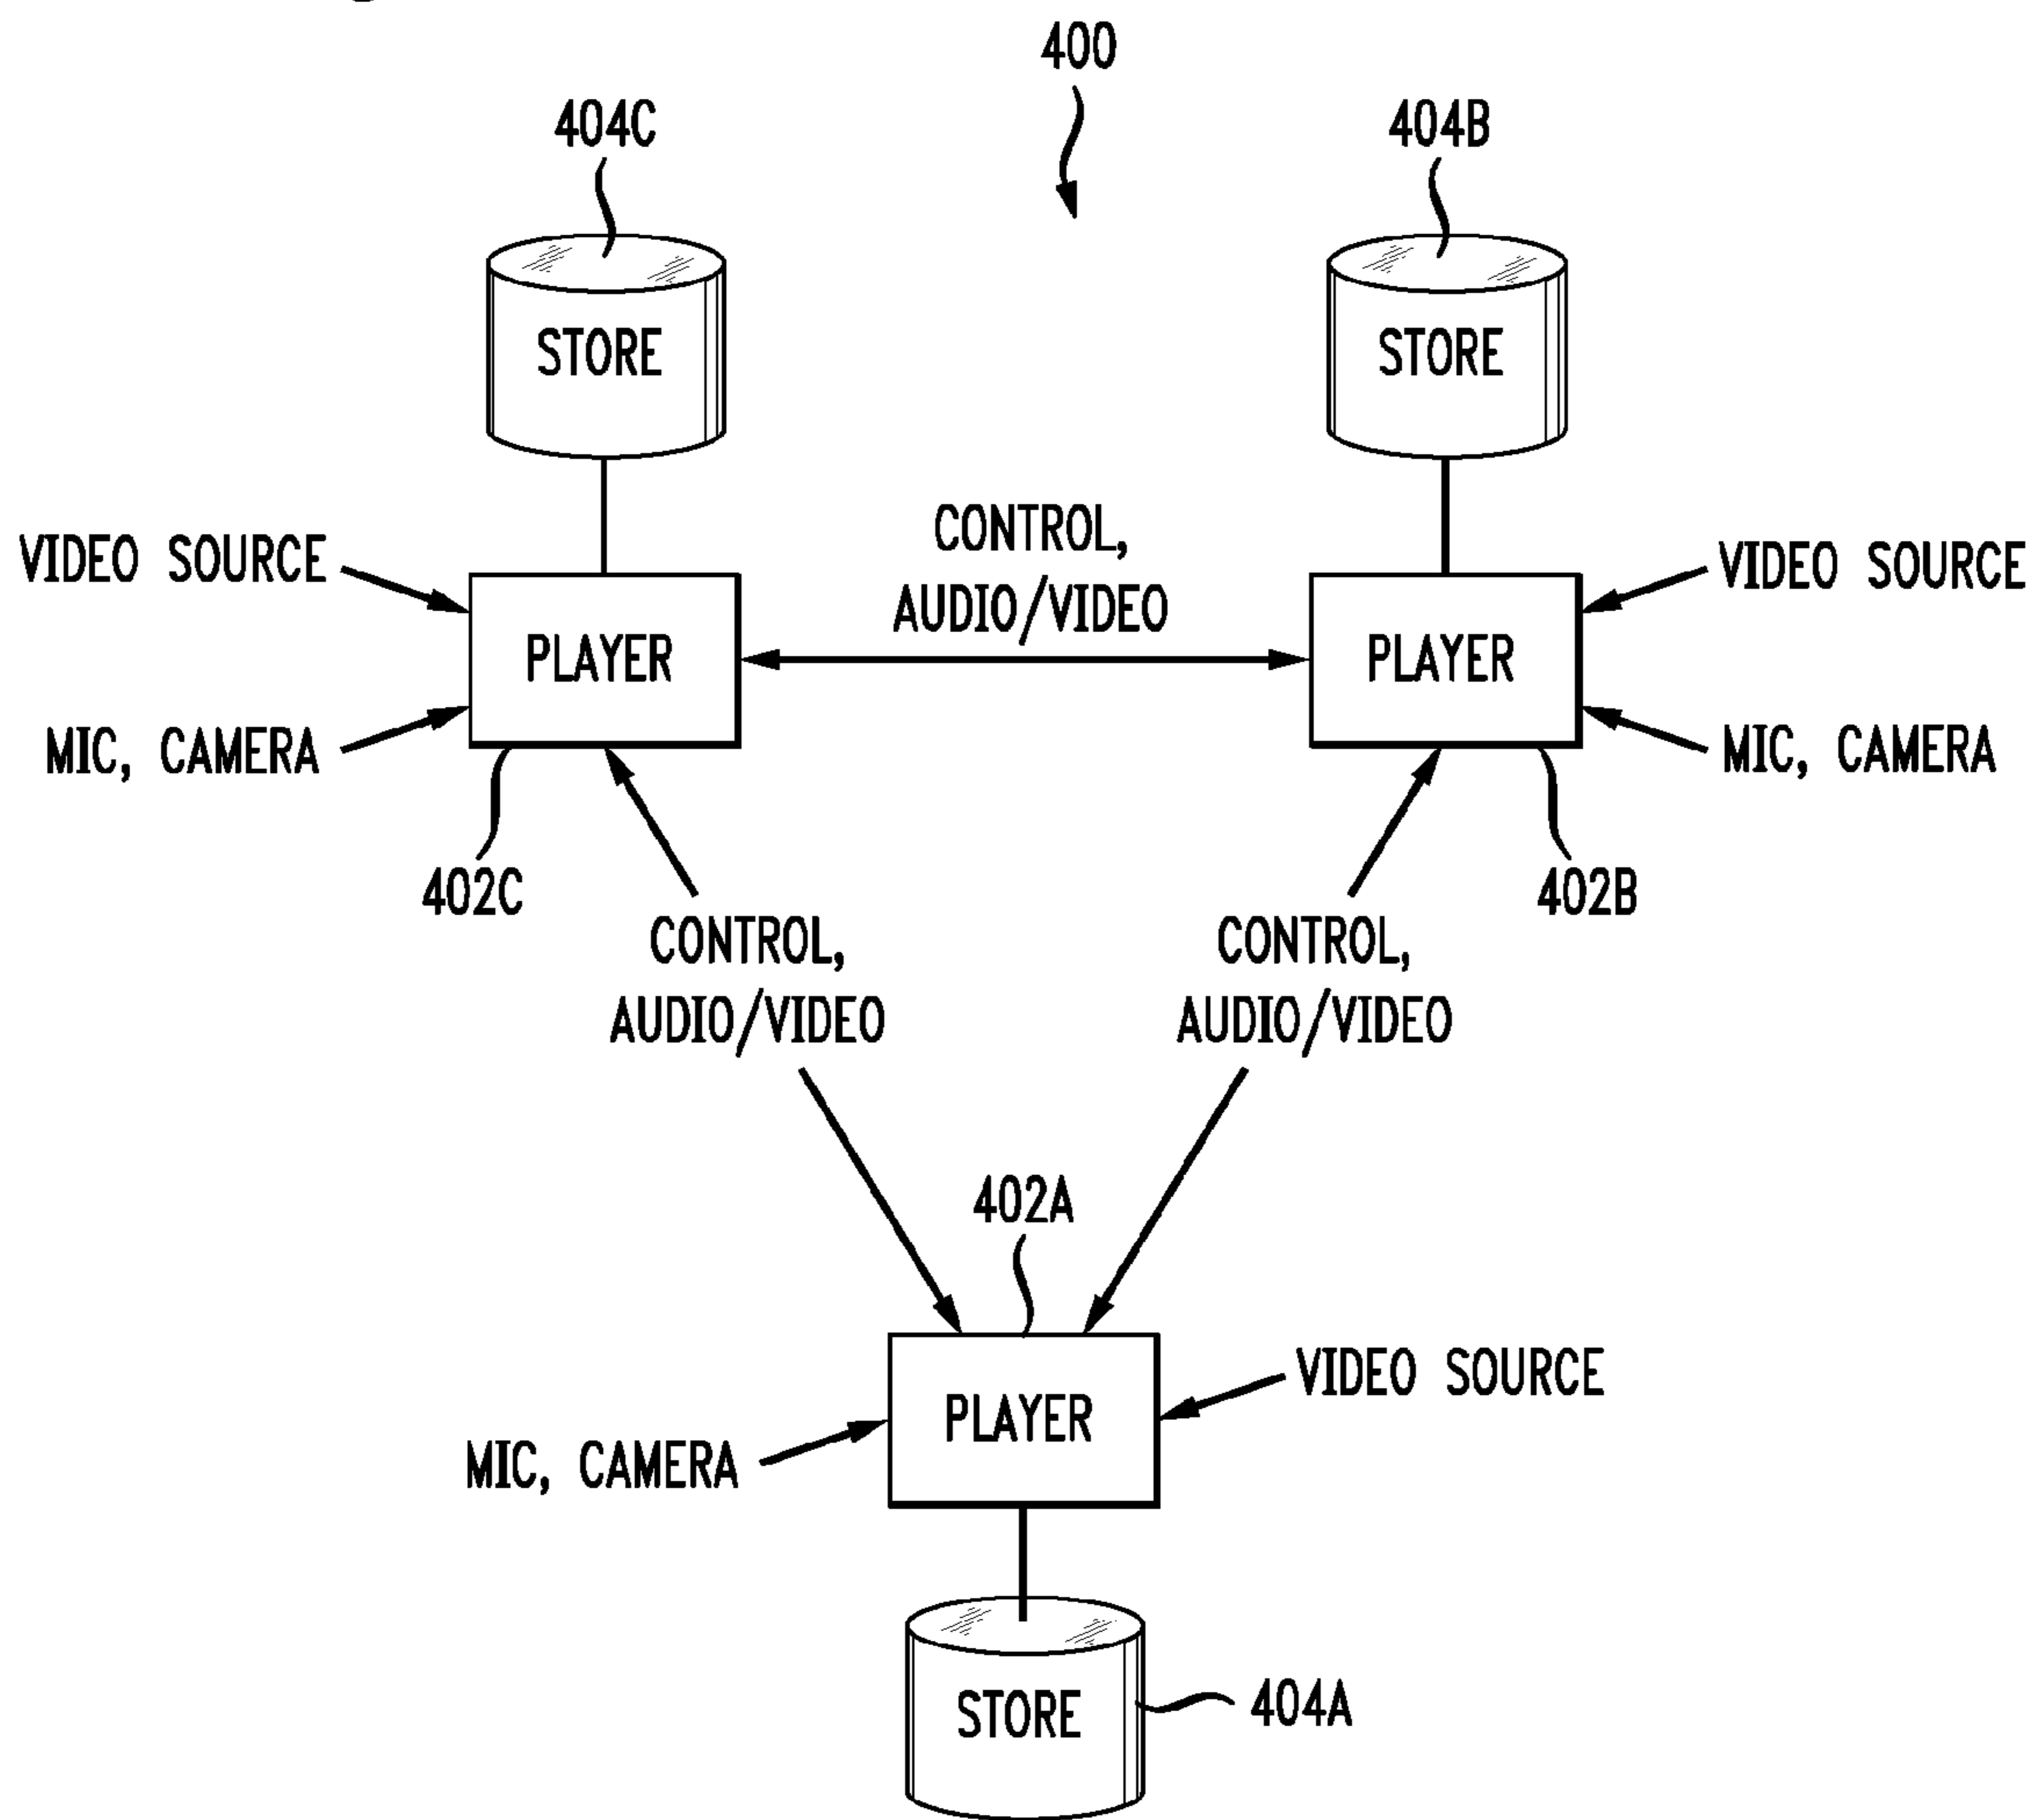 400
404C
404B
STORE
STORE
CONTROL,
AUDIO/VIDEO
VIDEO SOURCE
VIDEO SOURCE
PLAYER
PLAYER
MIC, CAMERA
MIC, CAMERA
402C
402B
CONTROL,
AUDIO/VIDEO
CONTROL,
AUDIO/VIDEO
402A
PLAYER
VIDEO SOURCE
MIC, CAMERA
STORE
404A